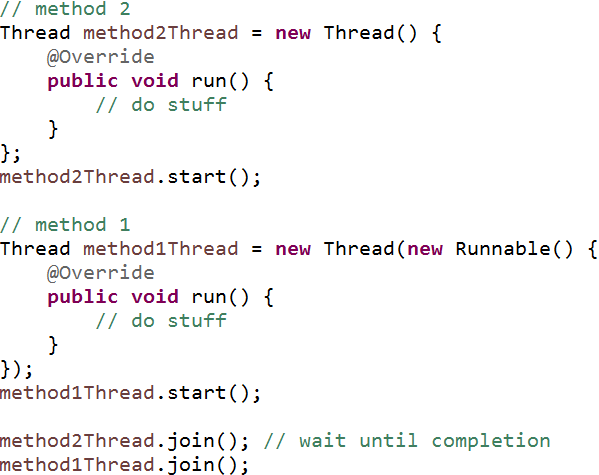 // method 2
Thread method2Thread = new Thread() {
    @Override
    public void run() {
        // do stuff
    }
};
method2Thread.start();

// method 1
Thread method1Thread = new Thread(new Runnable() {
    @Override
    public void run() {
        // do stuff
    }
});
method1Thread.start();

method2Thread.join(); // wait until completion
method1Thread.join();